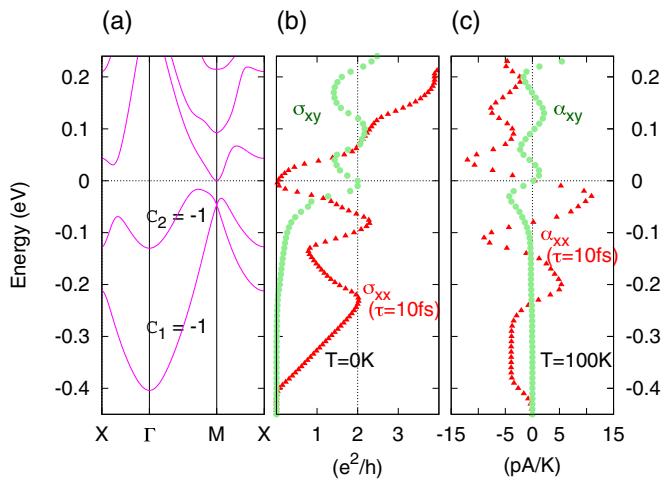 (a) (b) (c)
0.2 0.2
σxy αxy
0.1 0.1
0 0
Energy (eV)
C2 = -1
-0.1 -0.1
αxx
(τ=10fs)
σxx
(τ=10fs)
-0.2 -0.2
C1 = -1
-0.3 -0.3
T=0K T=100K
-0.4 -0.4
X Γ M X 1 2 3 -15 -5 0 5 15
(e2/h) (pA/K)